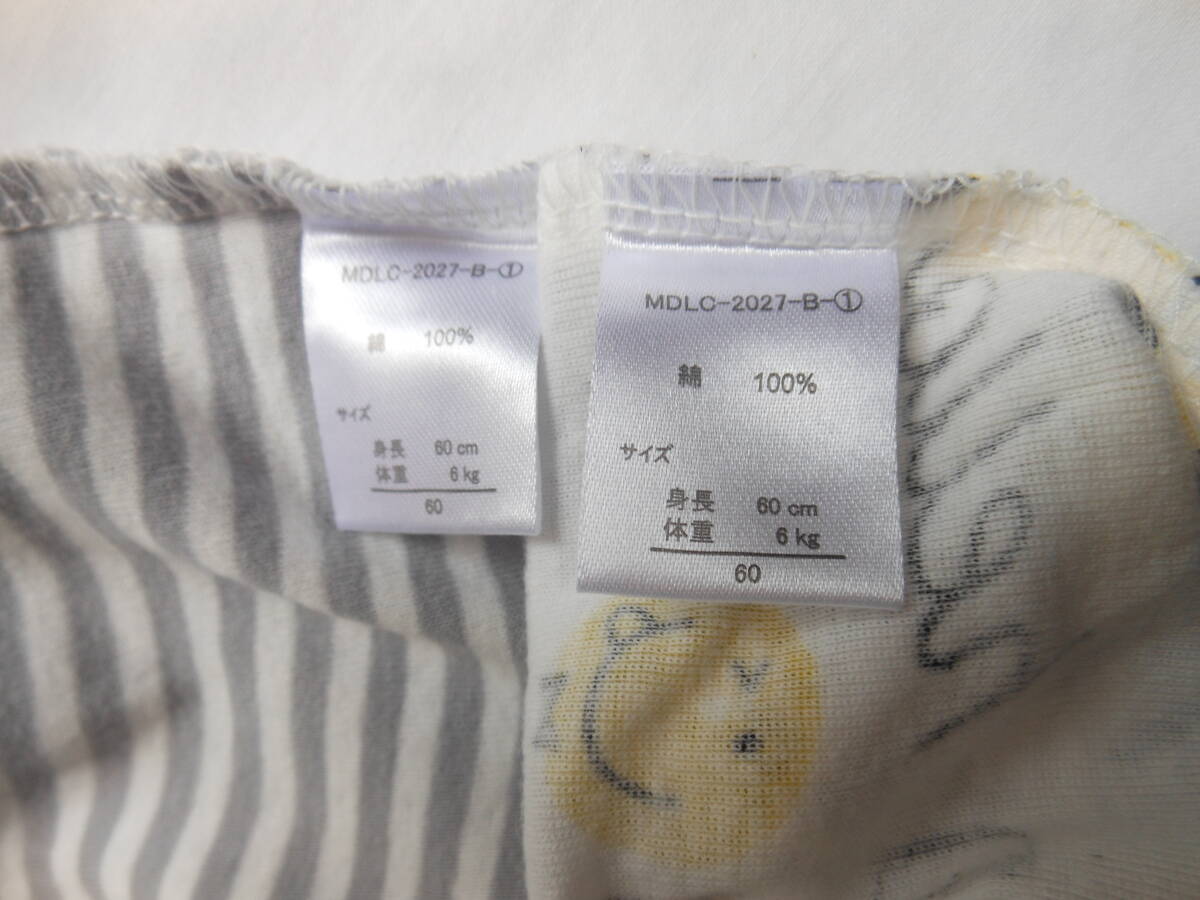 MDLC-2027-B-①
綿 100%
サイズ
身長 60 cm
体重 6 kg
60
MDLC-2027-B-①
綿 100%
サイズ
身長 60 cm
体重 6 kg
60